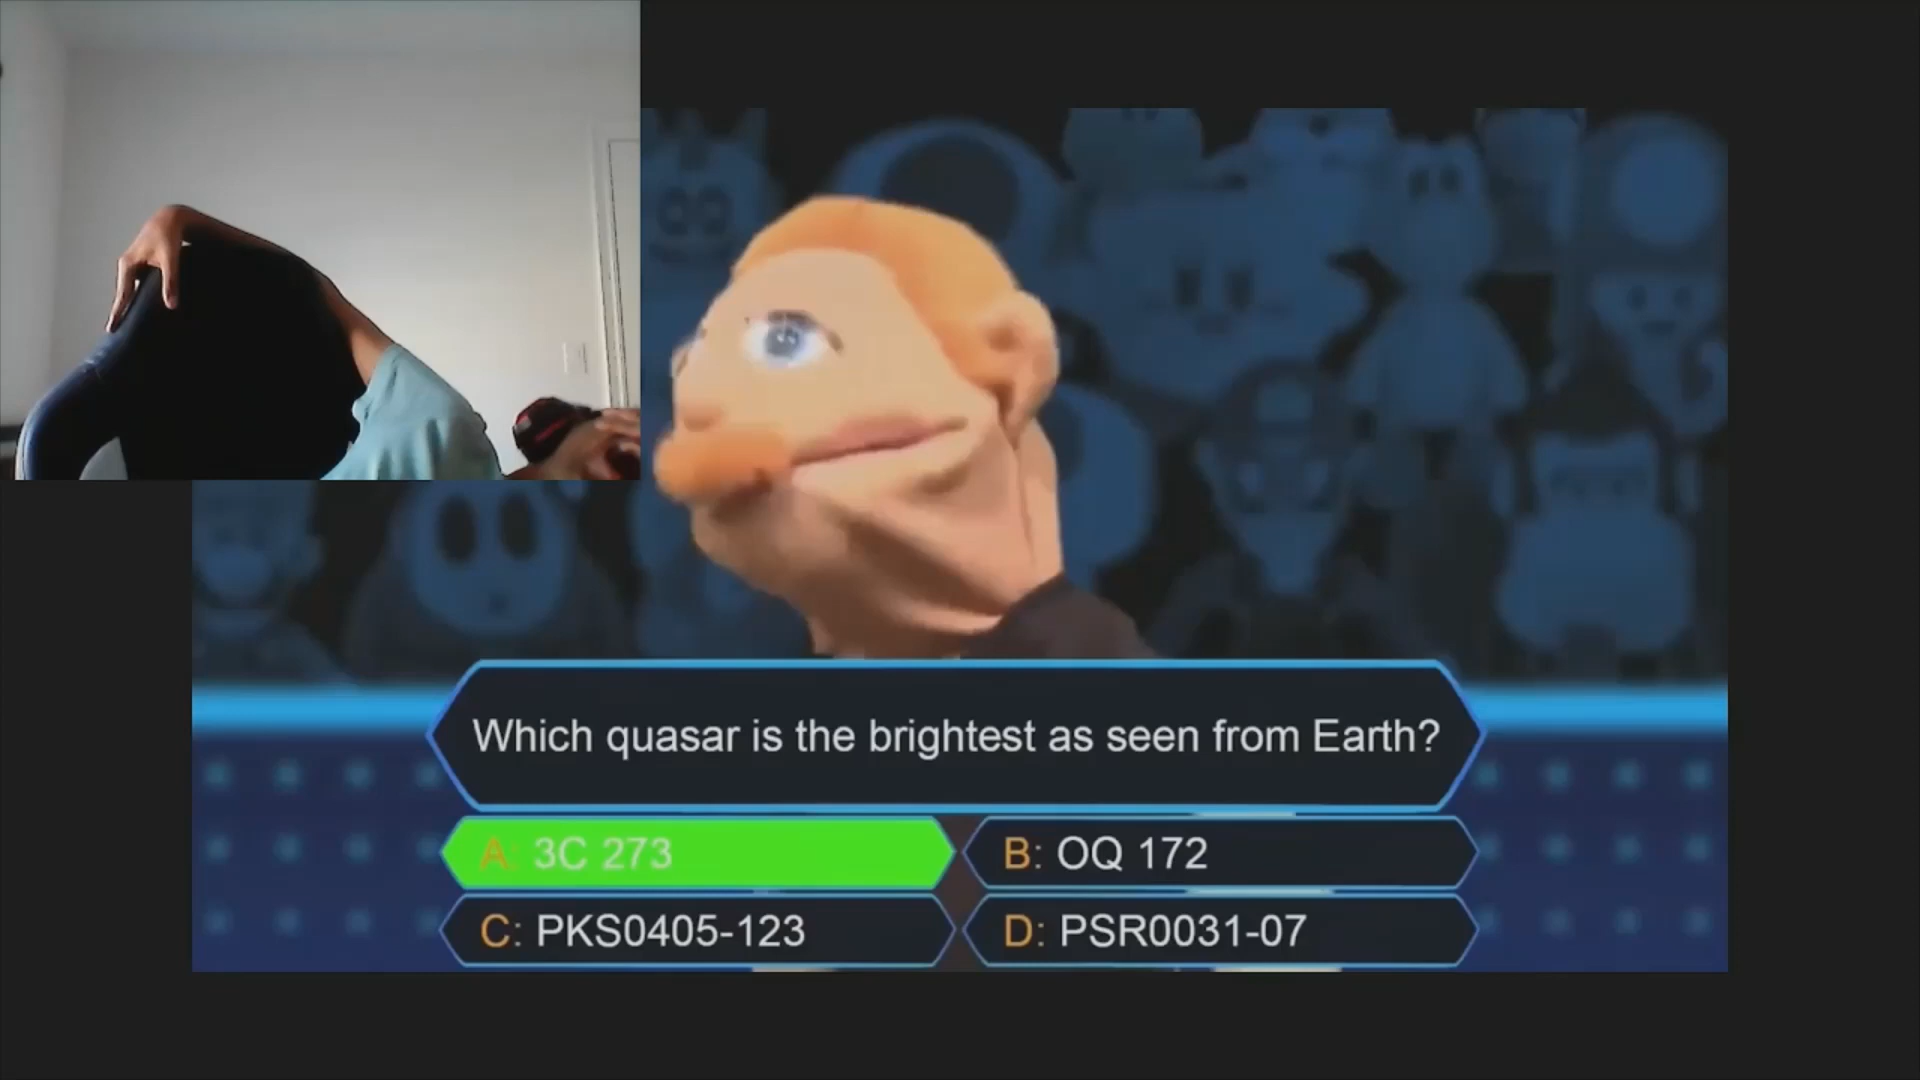 Which quasar is the brightest as seen from Earth?
A: 3C 273
B: OQ 172
C: PKS0405-123
D: PSR0031-07